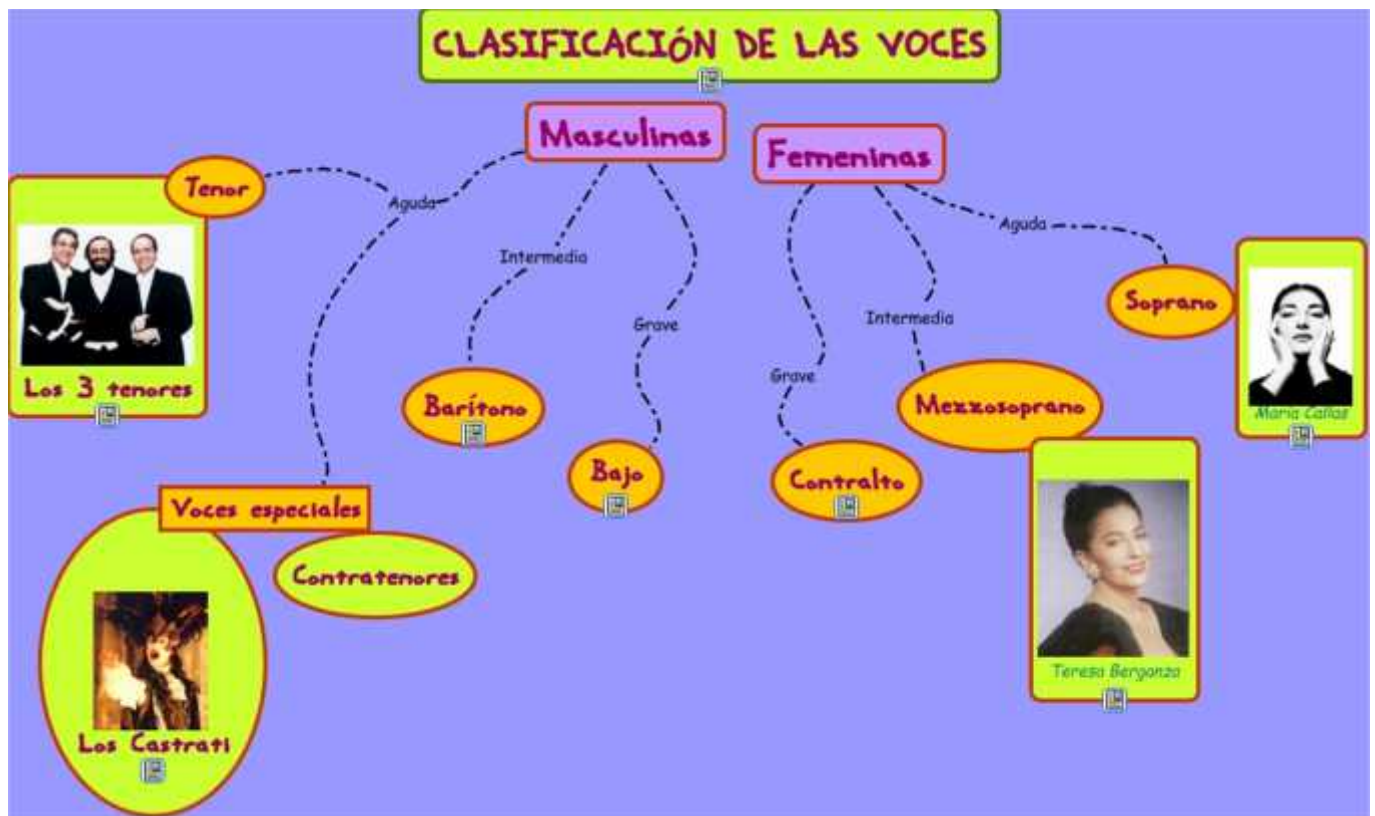 CLASIFICACIÓN DE LAS VOCES
Masculinas
Femeninas
Tenor
Aguda
Aguda
Intermedia
Soprano
Grave
Intermedia
Grave
Los 3 tenores
Barítono
Mezzosoprano
Maria Callas
Bajo
Contralto
Voces especiales
Contratenores
Teresa Berganza
Los Castrati